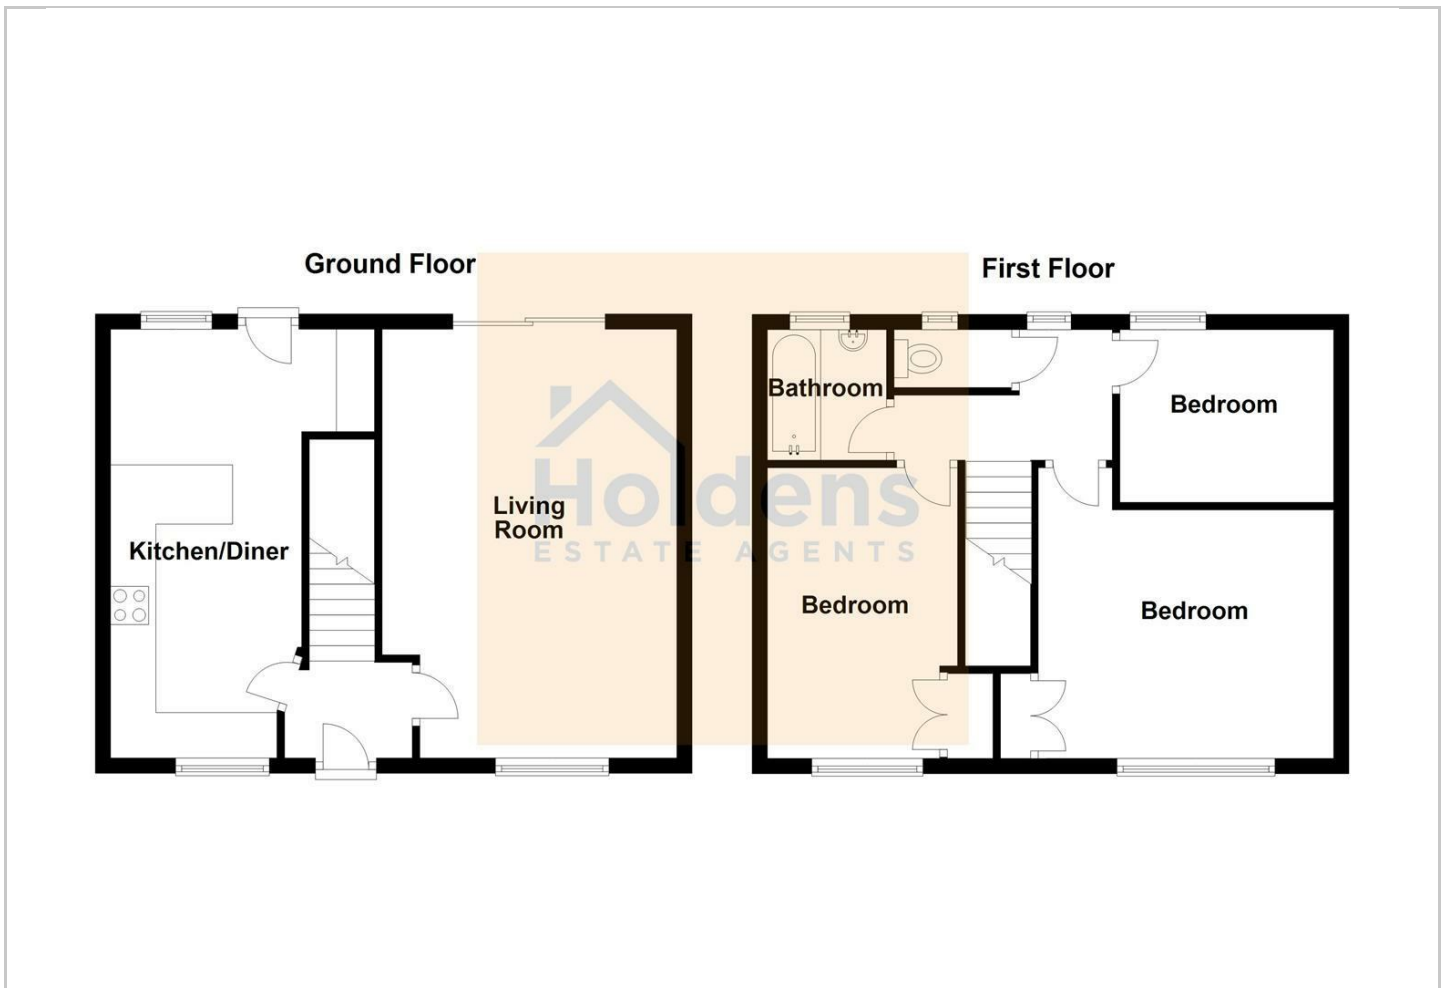 Ground Floor
First Floor
Bathroom
Bedroom
Holdens
ESTATE AGENTS
Living
Room
Kitchen/Diner
Bedroom
Bedroom